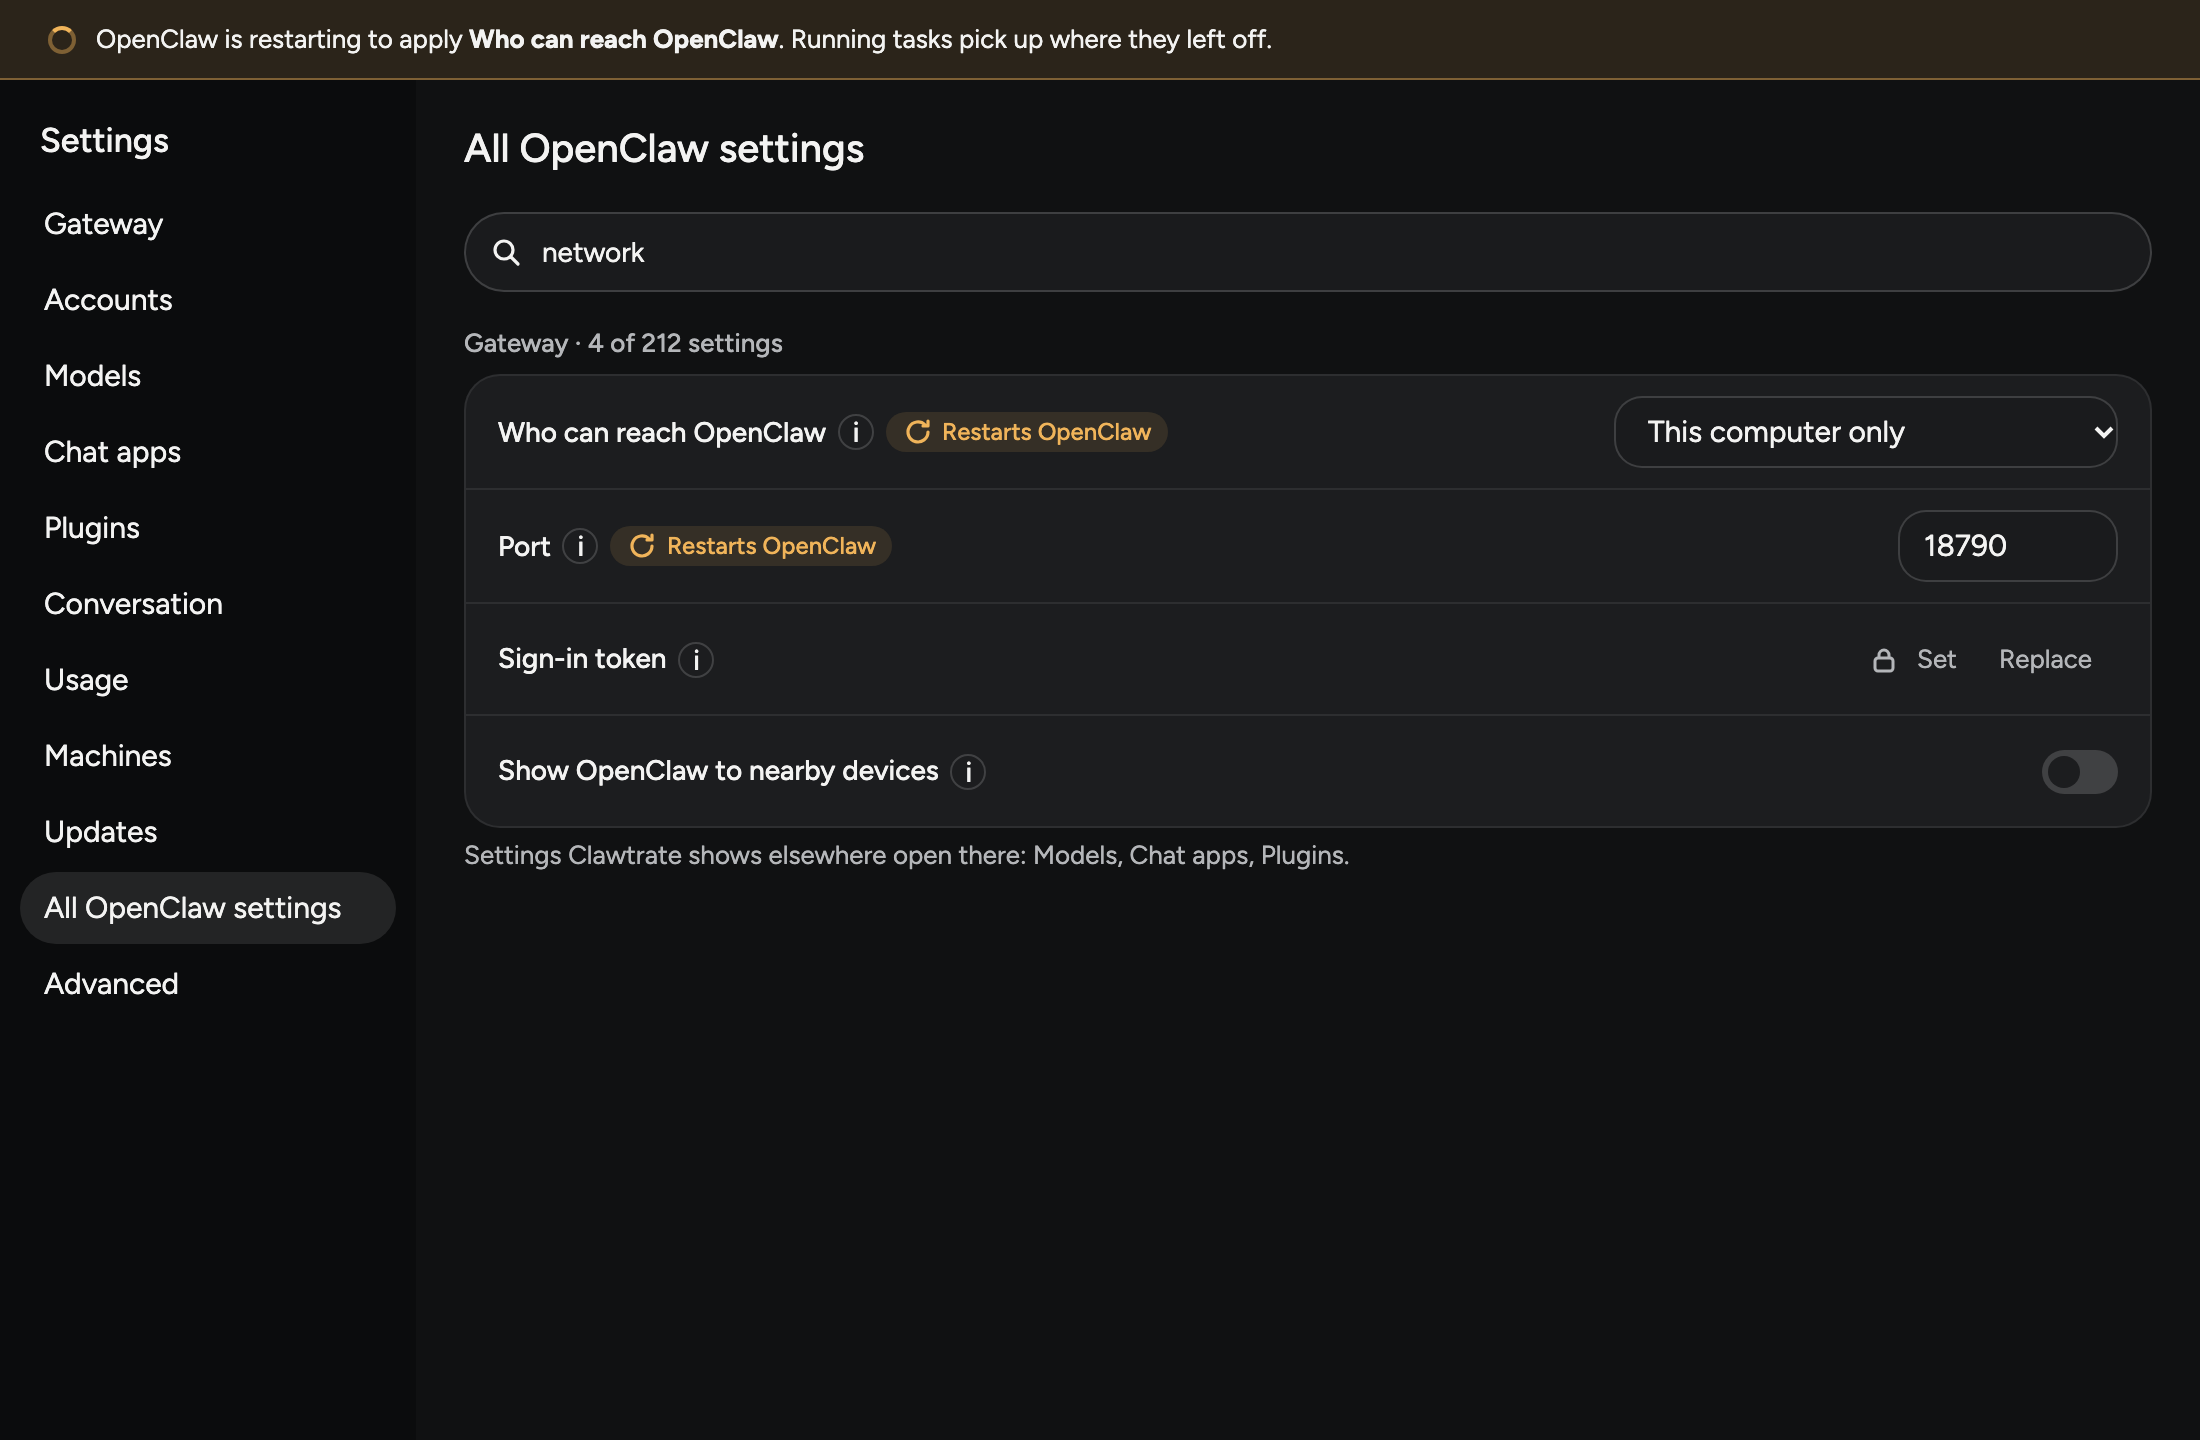 OpenClaw is restarting to apply Who can reach OpenClaw. Running tasks pick up where they left off.
Settings
Gateway
Accounts
Models
Chat apps
Plugins
Conversation
Usage
Machines
Updates
All OpenClaw settings
Advanced
All OpenClaw settings
network
Gateway · 4 of 212 settings
Who can reach OpenClaw i Restarts OpenClaw This computer only
Port i Restarts OpenClaw 18790
Sign-in token i Set Replace
Show OpenClaw to nearby devices i
Settings Clawtrate shows elsewhere open there: Models, Chat apps, Plugins.